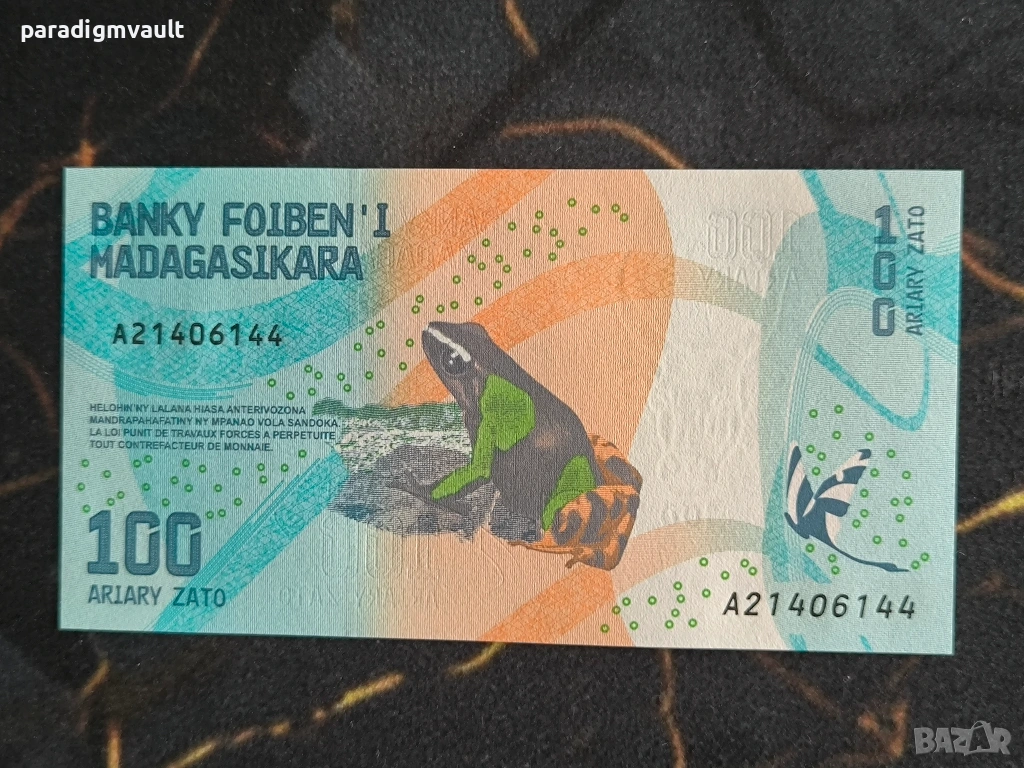 paradigmvault
BANKY FOIBEN'I
MADAGASIKARA
A21406144
HELOHIN'NY LALANA HIASA ANTERIVOZONA
MANDRAPAHAFATINY NY MPANAO VOLA SANDOKA.
LA LOI PUNIT DE TRAVAUX FORCES A PERPETUITE
TOUT CONTREFACTEUR DE MONNAIE.
100
ARIARY ZATO
100
ARIARY ZATO
A21406144
BAZAR